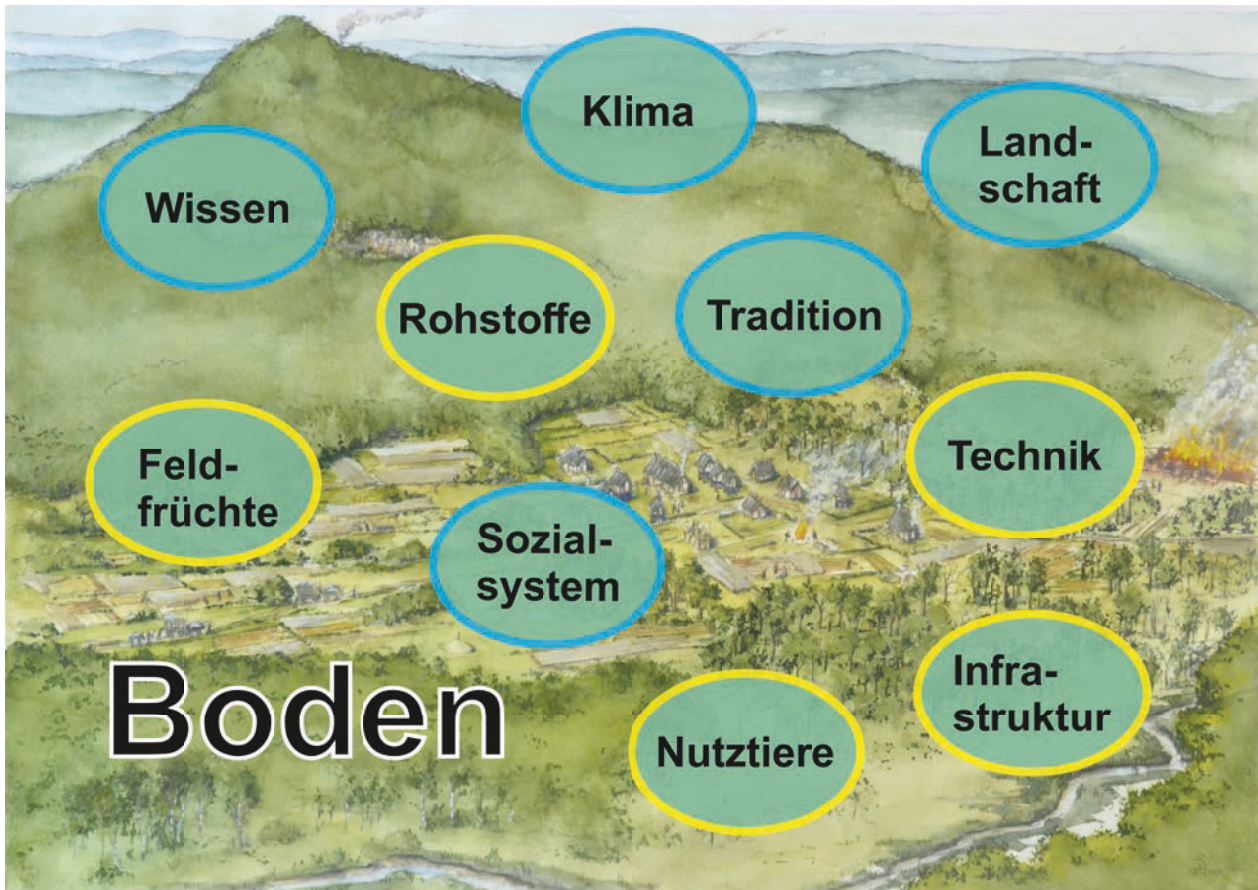 Klima
Land-
schaft
Wissen
Rohstoffe
Tradition
Feld-
früchte
Technik
Sozial-
system
Boden
Infra-
struktur
Nutztiere